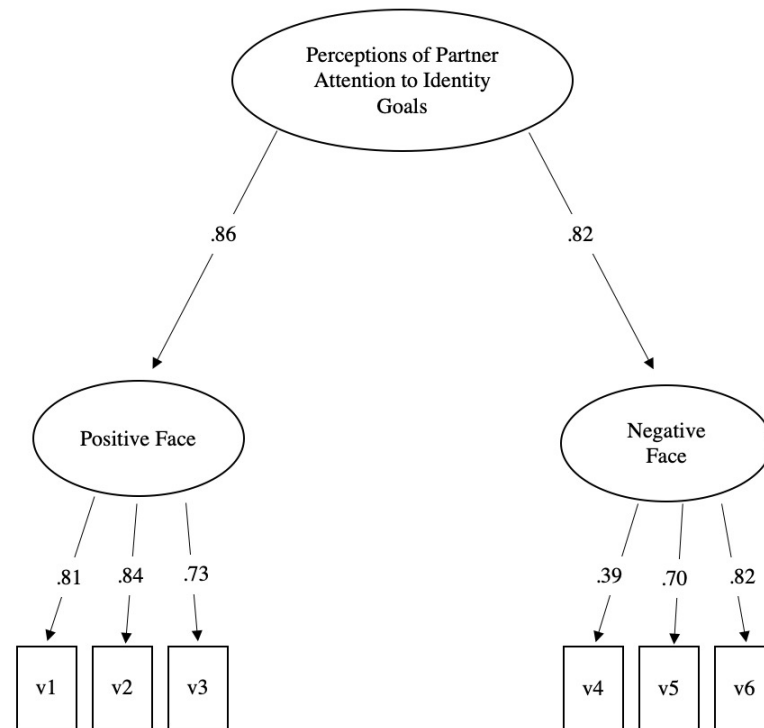 Perceptions of Partner
Attention to Identity
Goals
.86
.82
Positive Face
Negative
Face
.81
.84
.73
.39
.70
.82
v1
v2
v3
v4
v5
v6